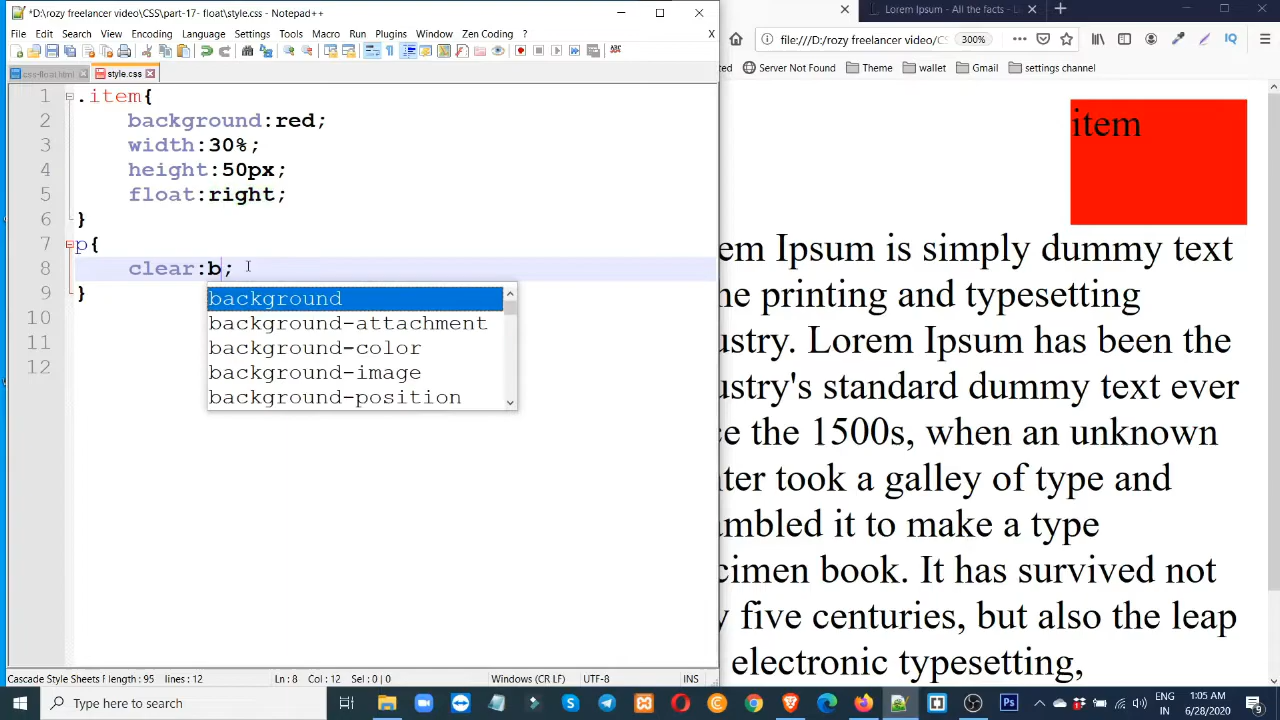 *D:\rozy freelancer video\CSS\part-17- float\style.css - Notepad++
File Edit Search View Encoding Language Settings Tools Macro Run Plugins Window Zen Coding ?
X
css-float.html style.css
1 .item{
2 background:red;
3 width:30%;
4 height:50px;
5 float:right;
6 }
7 p{
8 clear:b;
9 }
10
11
12
background
background-attachment
background-color
background-image
background-position
Cascade Style Sheets F length : 95 lines : 12 Ln : 8 Col : 12 Sel : 0 | 0 Windows (CR LF) UTF-8 INS
Lorem Ipsum - All the facts - L
file:///D:/rozy freelancer video/CS 300% IQ
Server Not Found Theme wallet Gmail settings channel
item
em Ipsum is simply dummy text
printing and typesetting
ustry. Lorem Ipsum has been the
ustry's standard dummy text ever
the 1500s, when an unknown
nter took a galley of type and
ambled it to make a type
cimen book. It has survived not
five centuries, but also the leap
electronic typesetting,
Type here to search
ENG
IN
1:05 AM
6/28/2020
9